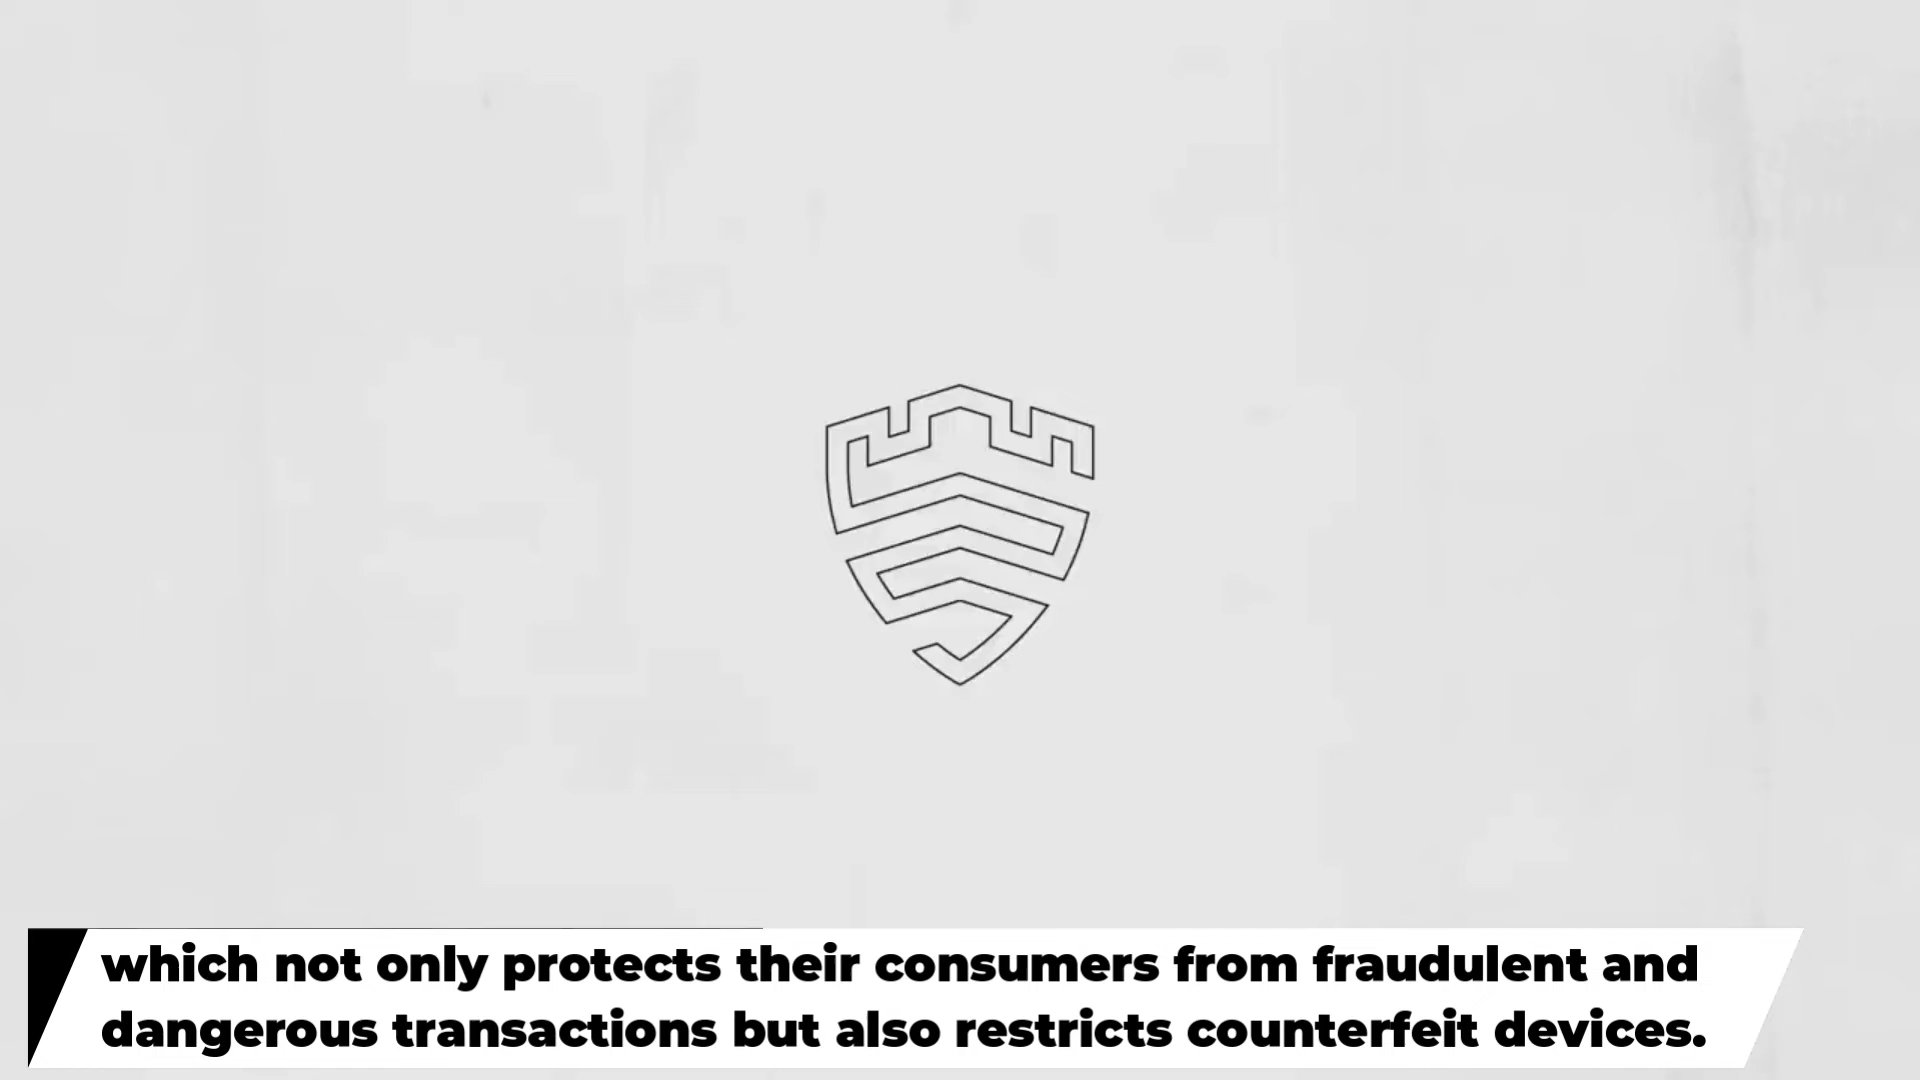 which not only protects their consumers from fraudulent and
dangerous transactions but also restricts counterfeit devices.